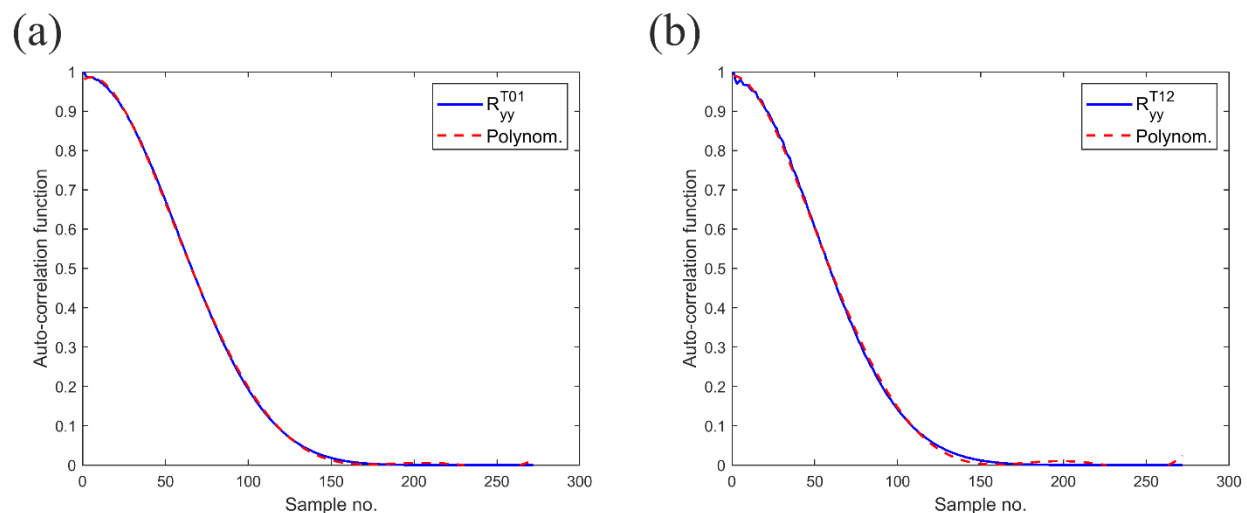 (a)
1
0.9
0.8
0.7
0.6
0.5
0.4
0.3
0.2
0.1
0
Auto-correlation function
R_yy^T01
Polynom.
0 50 100 150 200 250 300
Sample no.
(b)
1
0.9
0.8
0.7
0.6
0.5
0.4
0.3
0.2
0.1
0
Auto-correlation function
R_yy^T12
Polynom.
0 50 100 150 200 250 300
Sample no.